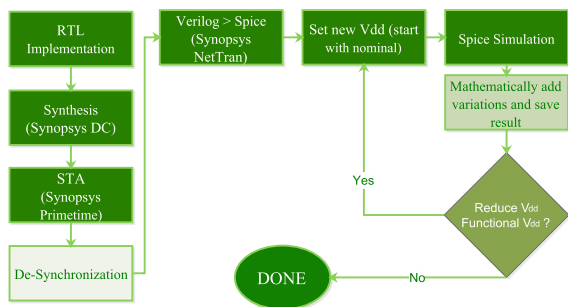 RTL
Implementation
Synthesis
(Synopsys DC)
STA
(Synopsys
Primetime)
De-Synchronization
Verilog > Spice
(Synopsys
NetTran)
Set new Vdd (start
with nominal)
Spice Simulation
Mathematically add
variations and save
result
Reduce Vdd
Functional Vdd ?
Yes
No
DONE